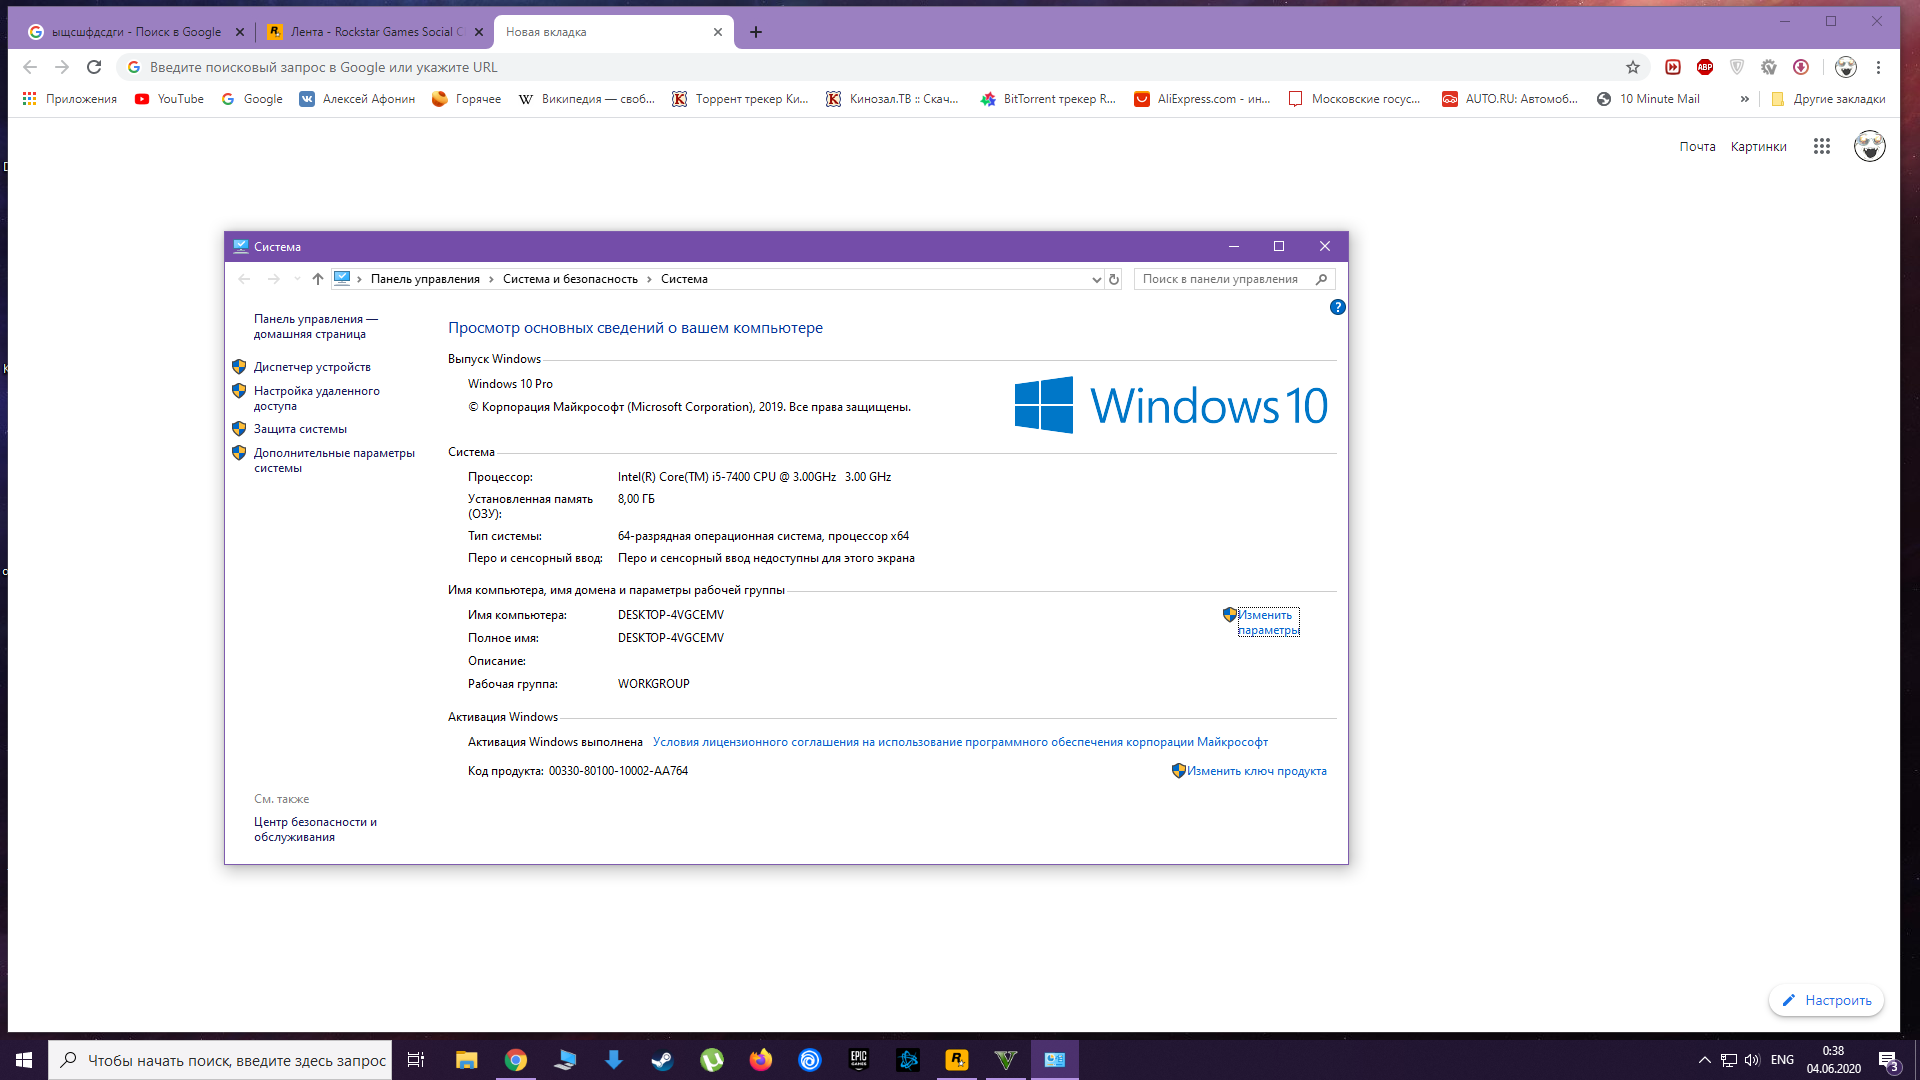 ыщсшфдсдги - Поиск в Google
Лента - Rockstar Games Social C
Новая вкладка
Введите поисковый запрос в Google или укажите URL
ABP
Приложения
YouTube
Google
Алексей Афонин
Горячее
W Википедия — своб...
Торрент трекер Ки...
Кинозал.ТВ :: Скач...
BitTorrent трекер R...
AliExpress.com - ин...
Московские госус...
AUTO.RU: Автомоб...
10 Minute Mail
»
Другие закладки
Почта
Картинки
Система
Панель управления
Система и безопасность
Система
Поиск в панели управления
?
Панель управления —
домашняя страница
Диспетчер устройств
Настройка удаленного
доступа
Защита системы
Дополнительные параметры
системы
См. также
Центр безопасности и
обслуживания
Просмотр основных сведений о вашем компьютере
Выпуск Windows
Windows 10 Pro
© Корпорация Майкрософт (Microsoft Corporation), 2019. Все права защищены.
Windows 10
Система
Процессор: Intel(R) Core(TM) i5-7400 CPU @ 3.00GHz 3.00 GHz
Установленная память 8,00 ГБ
(ОЗУ):
Тип системы: 64-разрядная операционная система, процессор x64
Перо и сенсорный ввод: Перо и сенсорный ввод недоступны для этого экрана
Имя компьютера, имя домена и параметры рабочей группы
Имя компьютера: DESKTOP-4VGCEMV
Изменить
параметры
Полное имя: DESKTOP-4VGCEMV
Описание:
Рабочая группа: WORKGROUP
Активация Windows
Активация Windows выполнена Условия лицензионного соглашения на использование программного обеспечения корпорации Майкрософт
Код продукта: 00330-80100-10002-AA764
Изменить ключ продукта
Настроить
Чтобы начать поиск, введите здесь запрос
EPIC
GAMES
ENG
0:38
04.06.2020
3